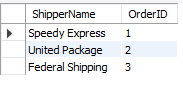 ShipperName OrderID
Speedy Express 1
United Package 2
Federal Shipping 3